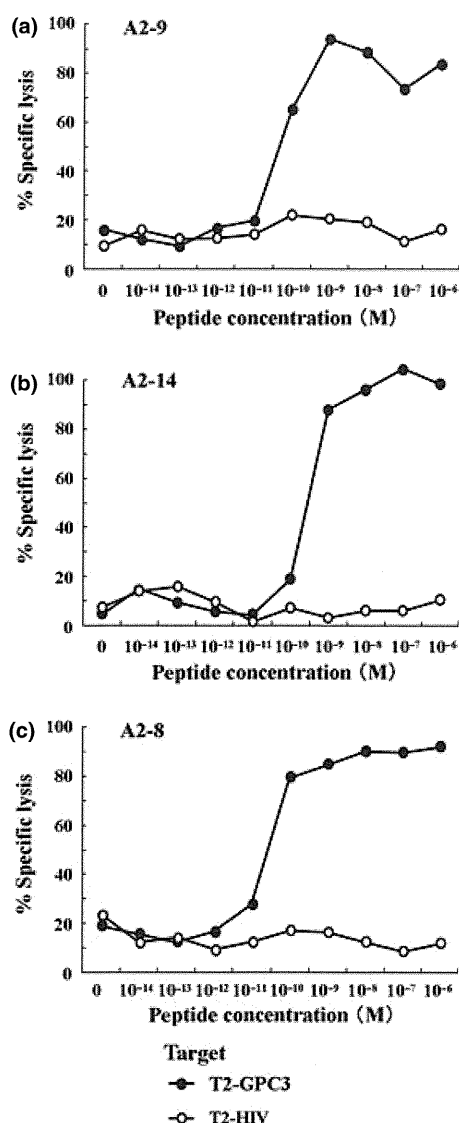 (a) A2-9
% Specific lysis
100
80
60
40
20
0
0 10⁻¹⁴ 10⁻¹³ 10⁻¹² 10⁻¹¹ 10⁻¹⁰ 10⁻⁹ 10⁻⁸ 10⁻⁷ 10⁻⁶
Peptide concentration (M)
(b) A2-14
% Specific lysis
100
80
60
40
20
0
0 10⁻¹⁴ 10⁻¹³ 10⁻¹² 10⁻¹¹ 10⁻¹⁰ 10⁻⁹ 10⁻⁸ 10⁻⁷ 10⁻⁶
Peptide concentration (M)
(c) A2-8
% Specific lysis
100
80
60
40
20
0
0 10⁻¹⁴ 10⁻¹³ 10⁻¹² 10⁻¹¹ 10⁻¹⁰ 10⁻⁹ 10⁻⁸ 10⁻⁷ 10⁻⁶
Peptide concentration (M)
Target
T2-GPC3
T2-HIV